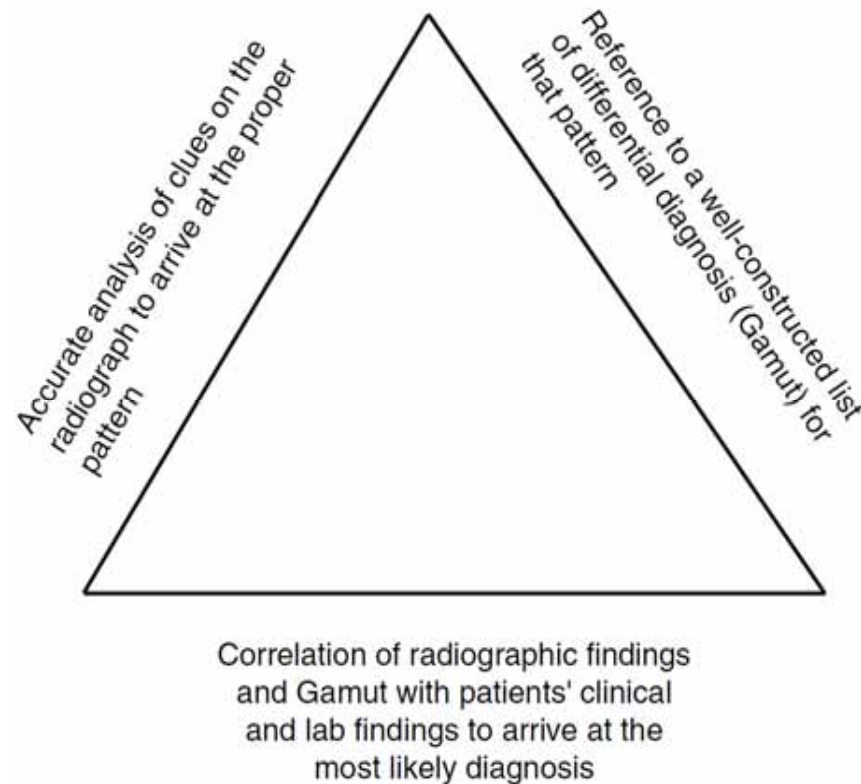 Accurate analysis of clues on the
radiograph to arrive at the proper
pattern
Reference to a well-constructed list
of differential diagnosis (Gamut) for
that pattern
Correlation of radiographic findings
and Gamut with patients' clinical
and lab findings to arrive at the
most likely diagnosis